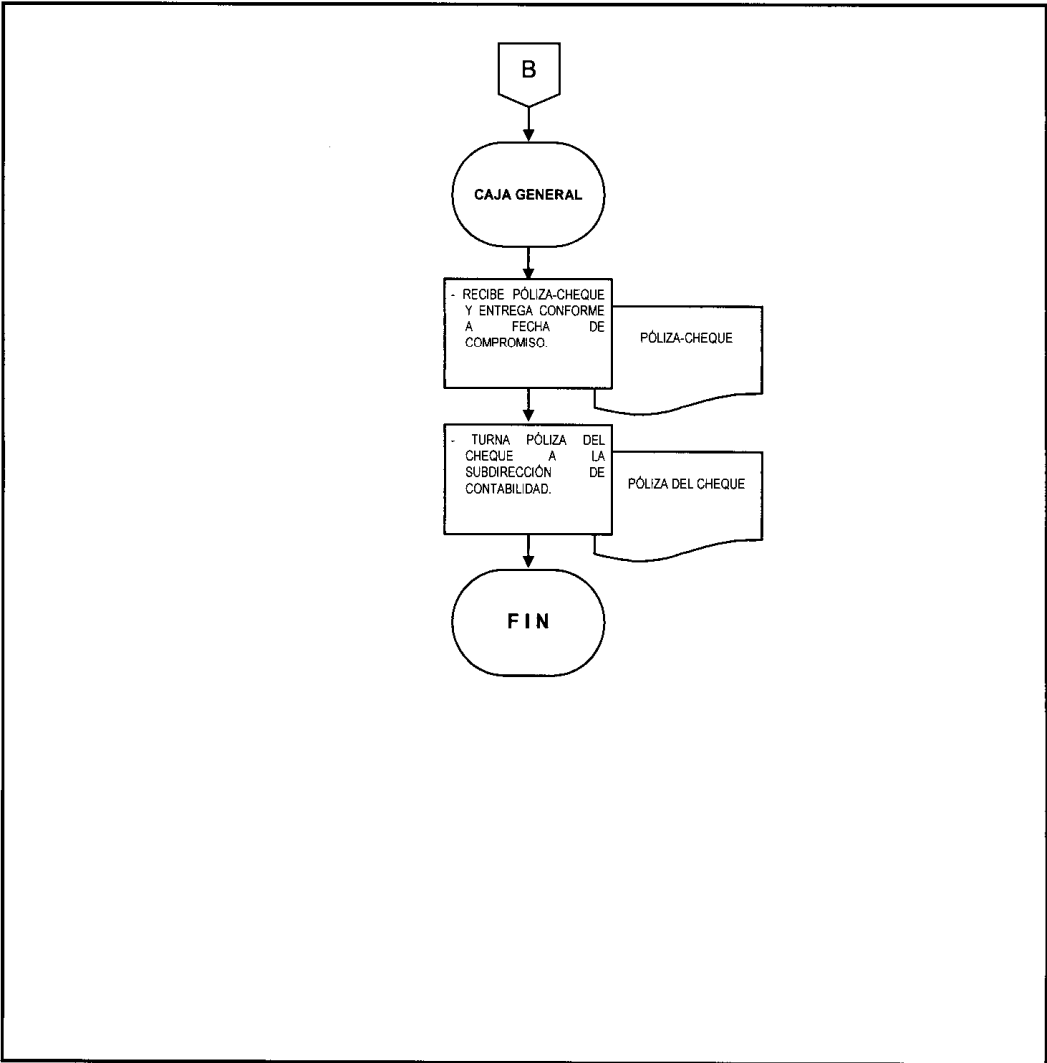 B
CAJA GENERAL
- RECIBE PÓLIZA-CHEQUE
Y ENTREGA CONFORME
A FECHA DE
COMPROMISO.
PÓLIZA-CHEQUE
- TURNA PÓLIZA DEL
CHEQUE A LA
SUBDIRECCIÓN DE
CONTABILIDAD.
PÓLIZA DEL CHEQUE
F I N